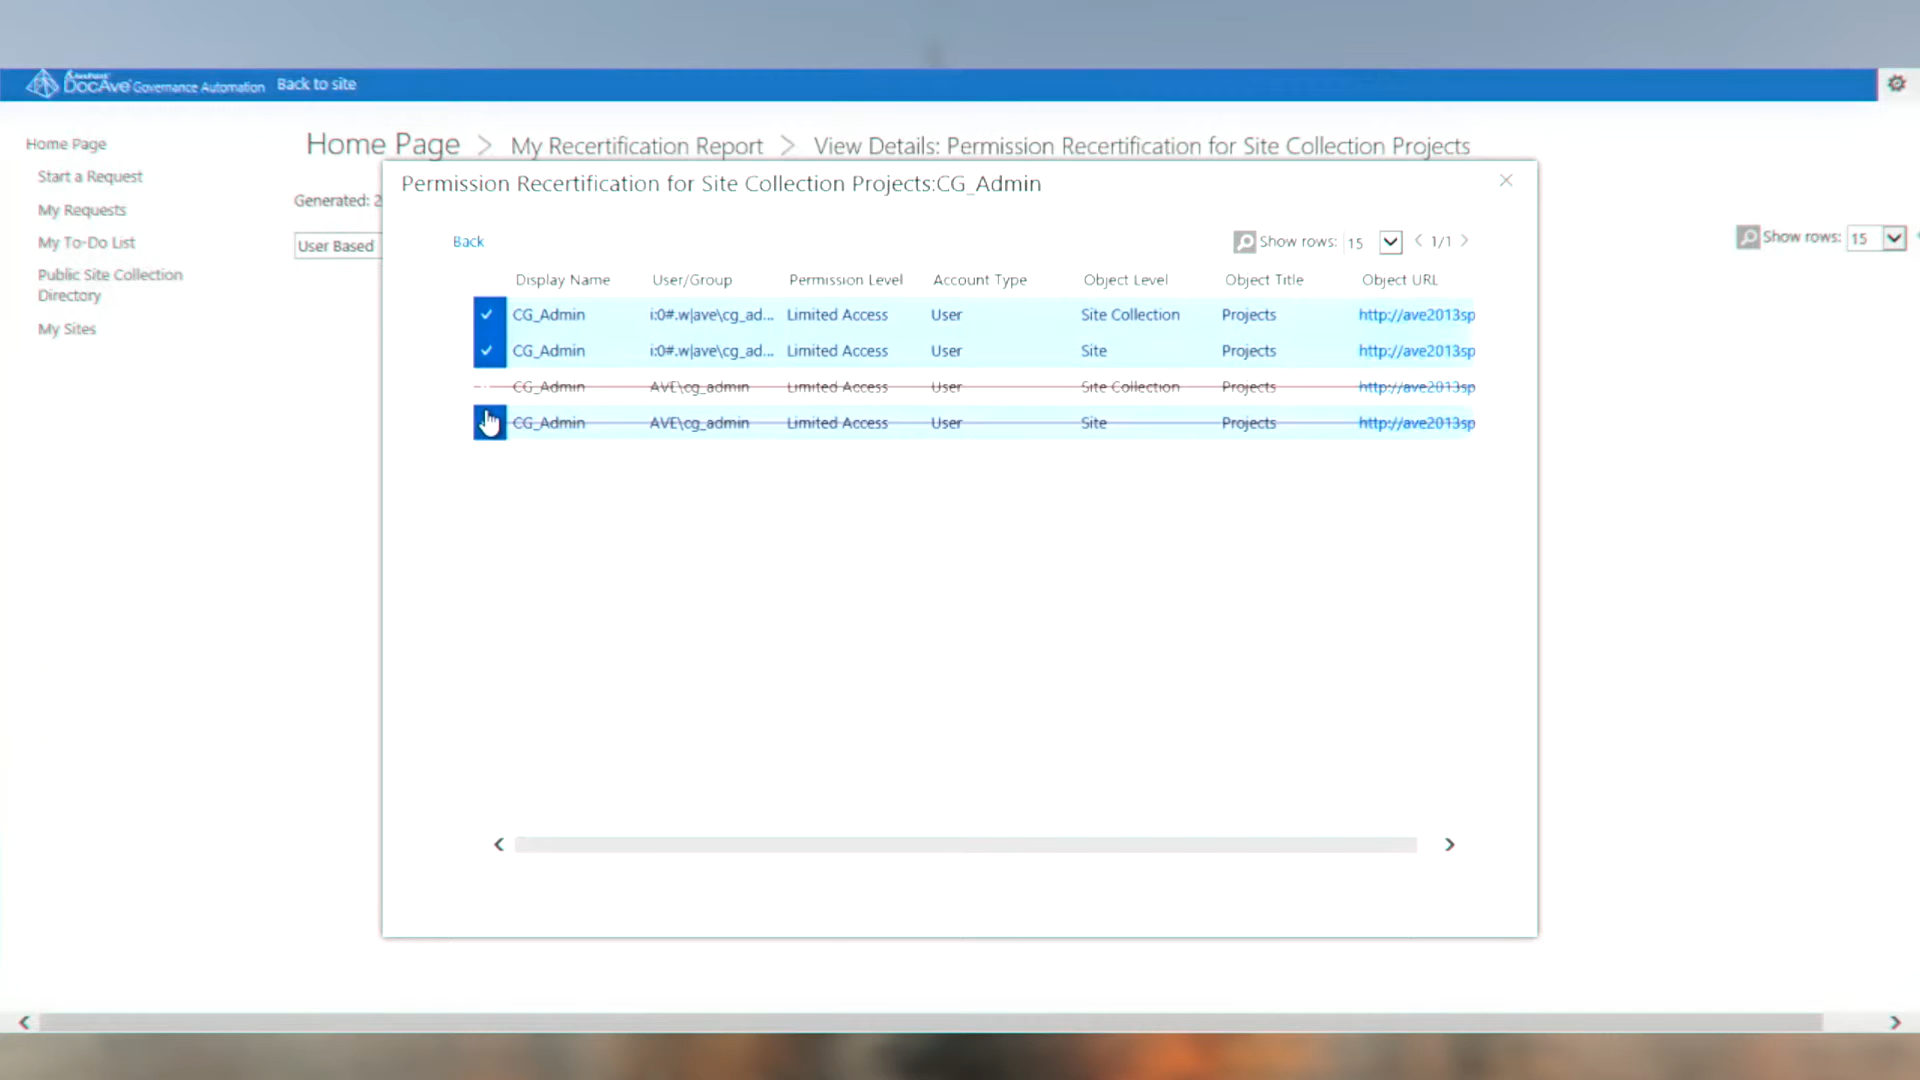 DocAve Governance Automation Back to site
Home Page
Start a Request
My Requests
My To-Do List
Public Site Collection
Directory
My Sites
Home Page > My Recertification Report > View Details: Permission Recertification for Site Collection Projects
Generated: 2
User Based
Show rows: 15
Permission Recertification for Site Collection Projects:CG_Admin
Back
Show rows: 15 < 1/1 >
Display Name User/Group Permission Level Account Type Object Level Object Title Object URL
CG_Admin i:0#.w|ave\cg_ad... Limited Access User Site Collection Projects http://ave2013sp
CG_Admin i:0#.w|ave\cg_ad... Limited Access User Site Projects http://ave2013sp
CG_Admin AVE\cg_admin Limited Access User Site Collection Projects http://ave2013sp
CG_Admin AVE\cg_admin Limited Access User Site Projects http://ave2013sp